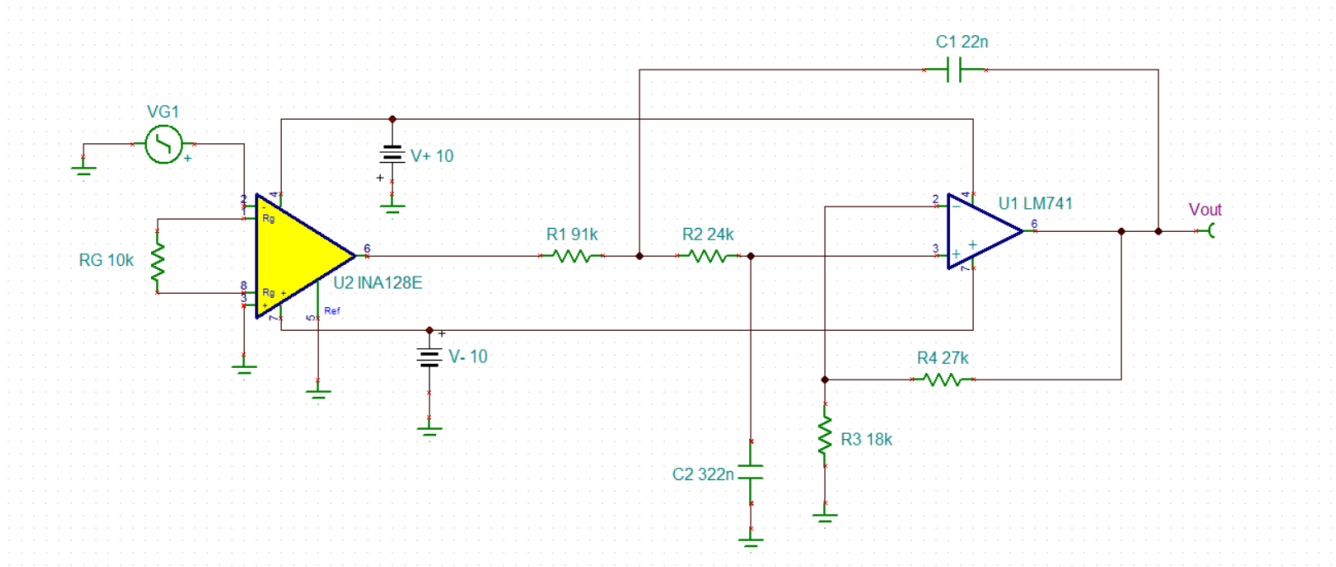 C1 22n
VG1
V+ 10
+
+
2
4
-
1
Rg
RG 10k
8
Rg
+
3
+
7
5
Ref
6
U2 INA128E
+
V- 10
R1 91k
R2 24k
2
4
−
U1 LM741
6
3
+
+
7
Vout
R4 27k
R3 18k
C2 322n